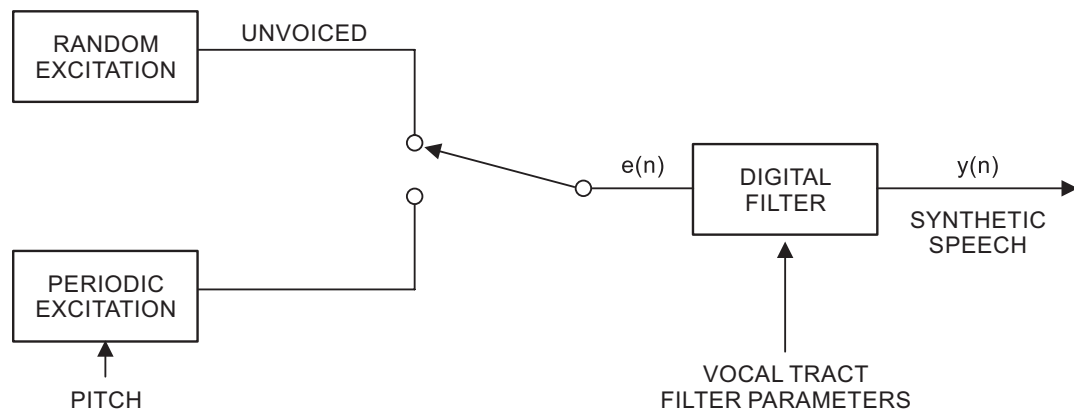 RANDOM
EXCITATION
UNVOICED
PERIODIC
EXCITATION
PITCH
e(n)
DIGITAL
FILTER
VOCAL TRACT
FILTER PARAMETERS
y(n)
SYNTHETIC
SPEECH